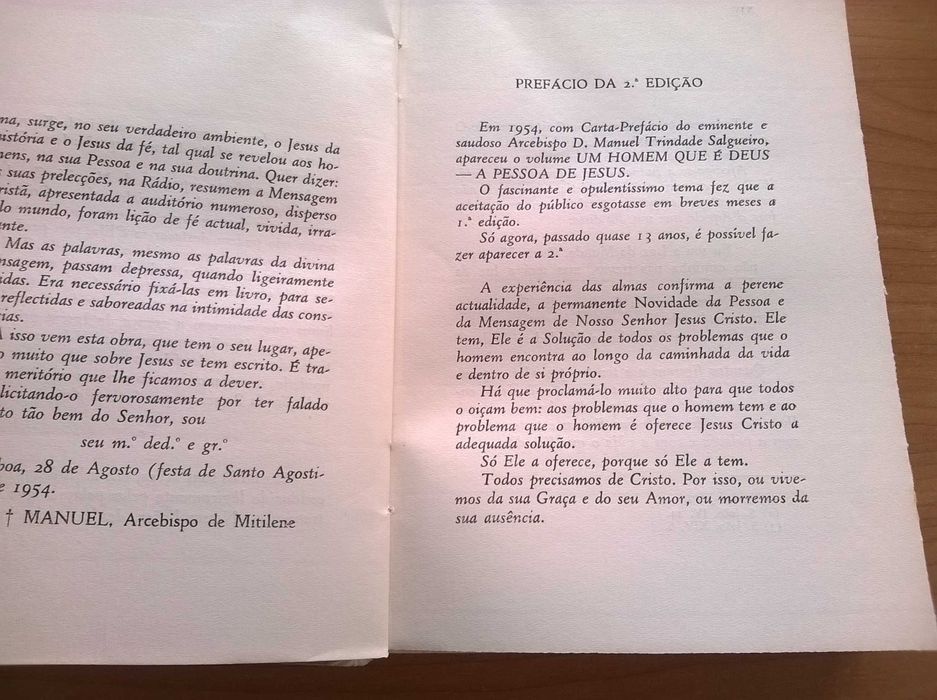 na, surge, no seu verdadeiro ambiente, o Jesus da
istória e o Jesus da fé, tal qual se revelou aos ho-
nens, na sua Pessoa e na sua doutrina. Quer dizer:
suas prelecções, na Rádio, resumem a Mensagem
ristã, apresentada a auditório numeroso, disperso
lo mundo, foram lição de fé actual, vivida, irra-
nte.
Mas as palavras, mesmo as palavras da divina
nsagem, passam depressa, quando ligeiramente
idas. Era necessário fixá-las em livro, para se-
reflectidas e saboreadas na intimidade das cons-
ias.
A isso vem esta obra, que tem o seu lugar, ape-
o muito que sobre Jesus se tem escrito. É tra-
meritório que lhe ficamos a dever.
licitando-o fervorosamente por ter falado
to tão bem do Senhor, sou
seu m.º ded.º e gr.º
boa, 28 de Agosto (festa de Santo Agosti-
e 1954.
† MANUEL, Arcebispo de Mitilene
PREFÁCIO DA 2.ª EDIÇÃO
Em 1954, com Carta-Prefácio do eminente e
saudoso Arcebispo D. Manuel Trindade Salgueiro,
apareceu o volume UM HOMEM QUE É DEUS
— A PESSOA DE JESUS.
O fascinante e opulentíssimo tema fez que a
aceitação do público esgotasse em breves meses a
1.ª edição.
Só agora, passado quase 13 anos, é possível fa-
zer aparecer a 2.ª
A experiência das almas confirma a perene
actualidade, a permanente Novidade da Pessoa e
da Mensagem de Nosso Senhor Jesus Cristo. Ele
tem, Ele é a Solução de todos os problemas que o
homem encontra ao longo da caminhada da vida
e dentro de si próprio.
Há que proclamá-lo muito alto para que todos
o oiçam bem: aos problemas que o homem tem e ao
problema que o homem é oferece Jesus Cristo a
adequada solução.
Só Ele a oferece, porque só Ele a tem.
Todos precisamos de Cristo. Por isso, ou vive-
mos da sua Graça e do seu Amor, ou morremos da
sua ausência.